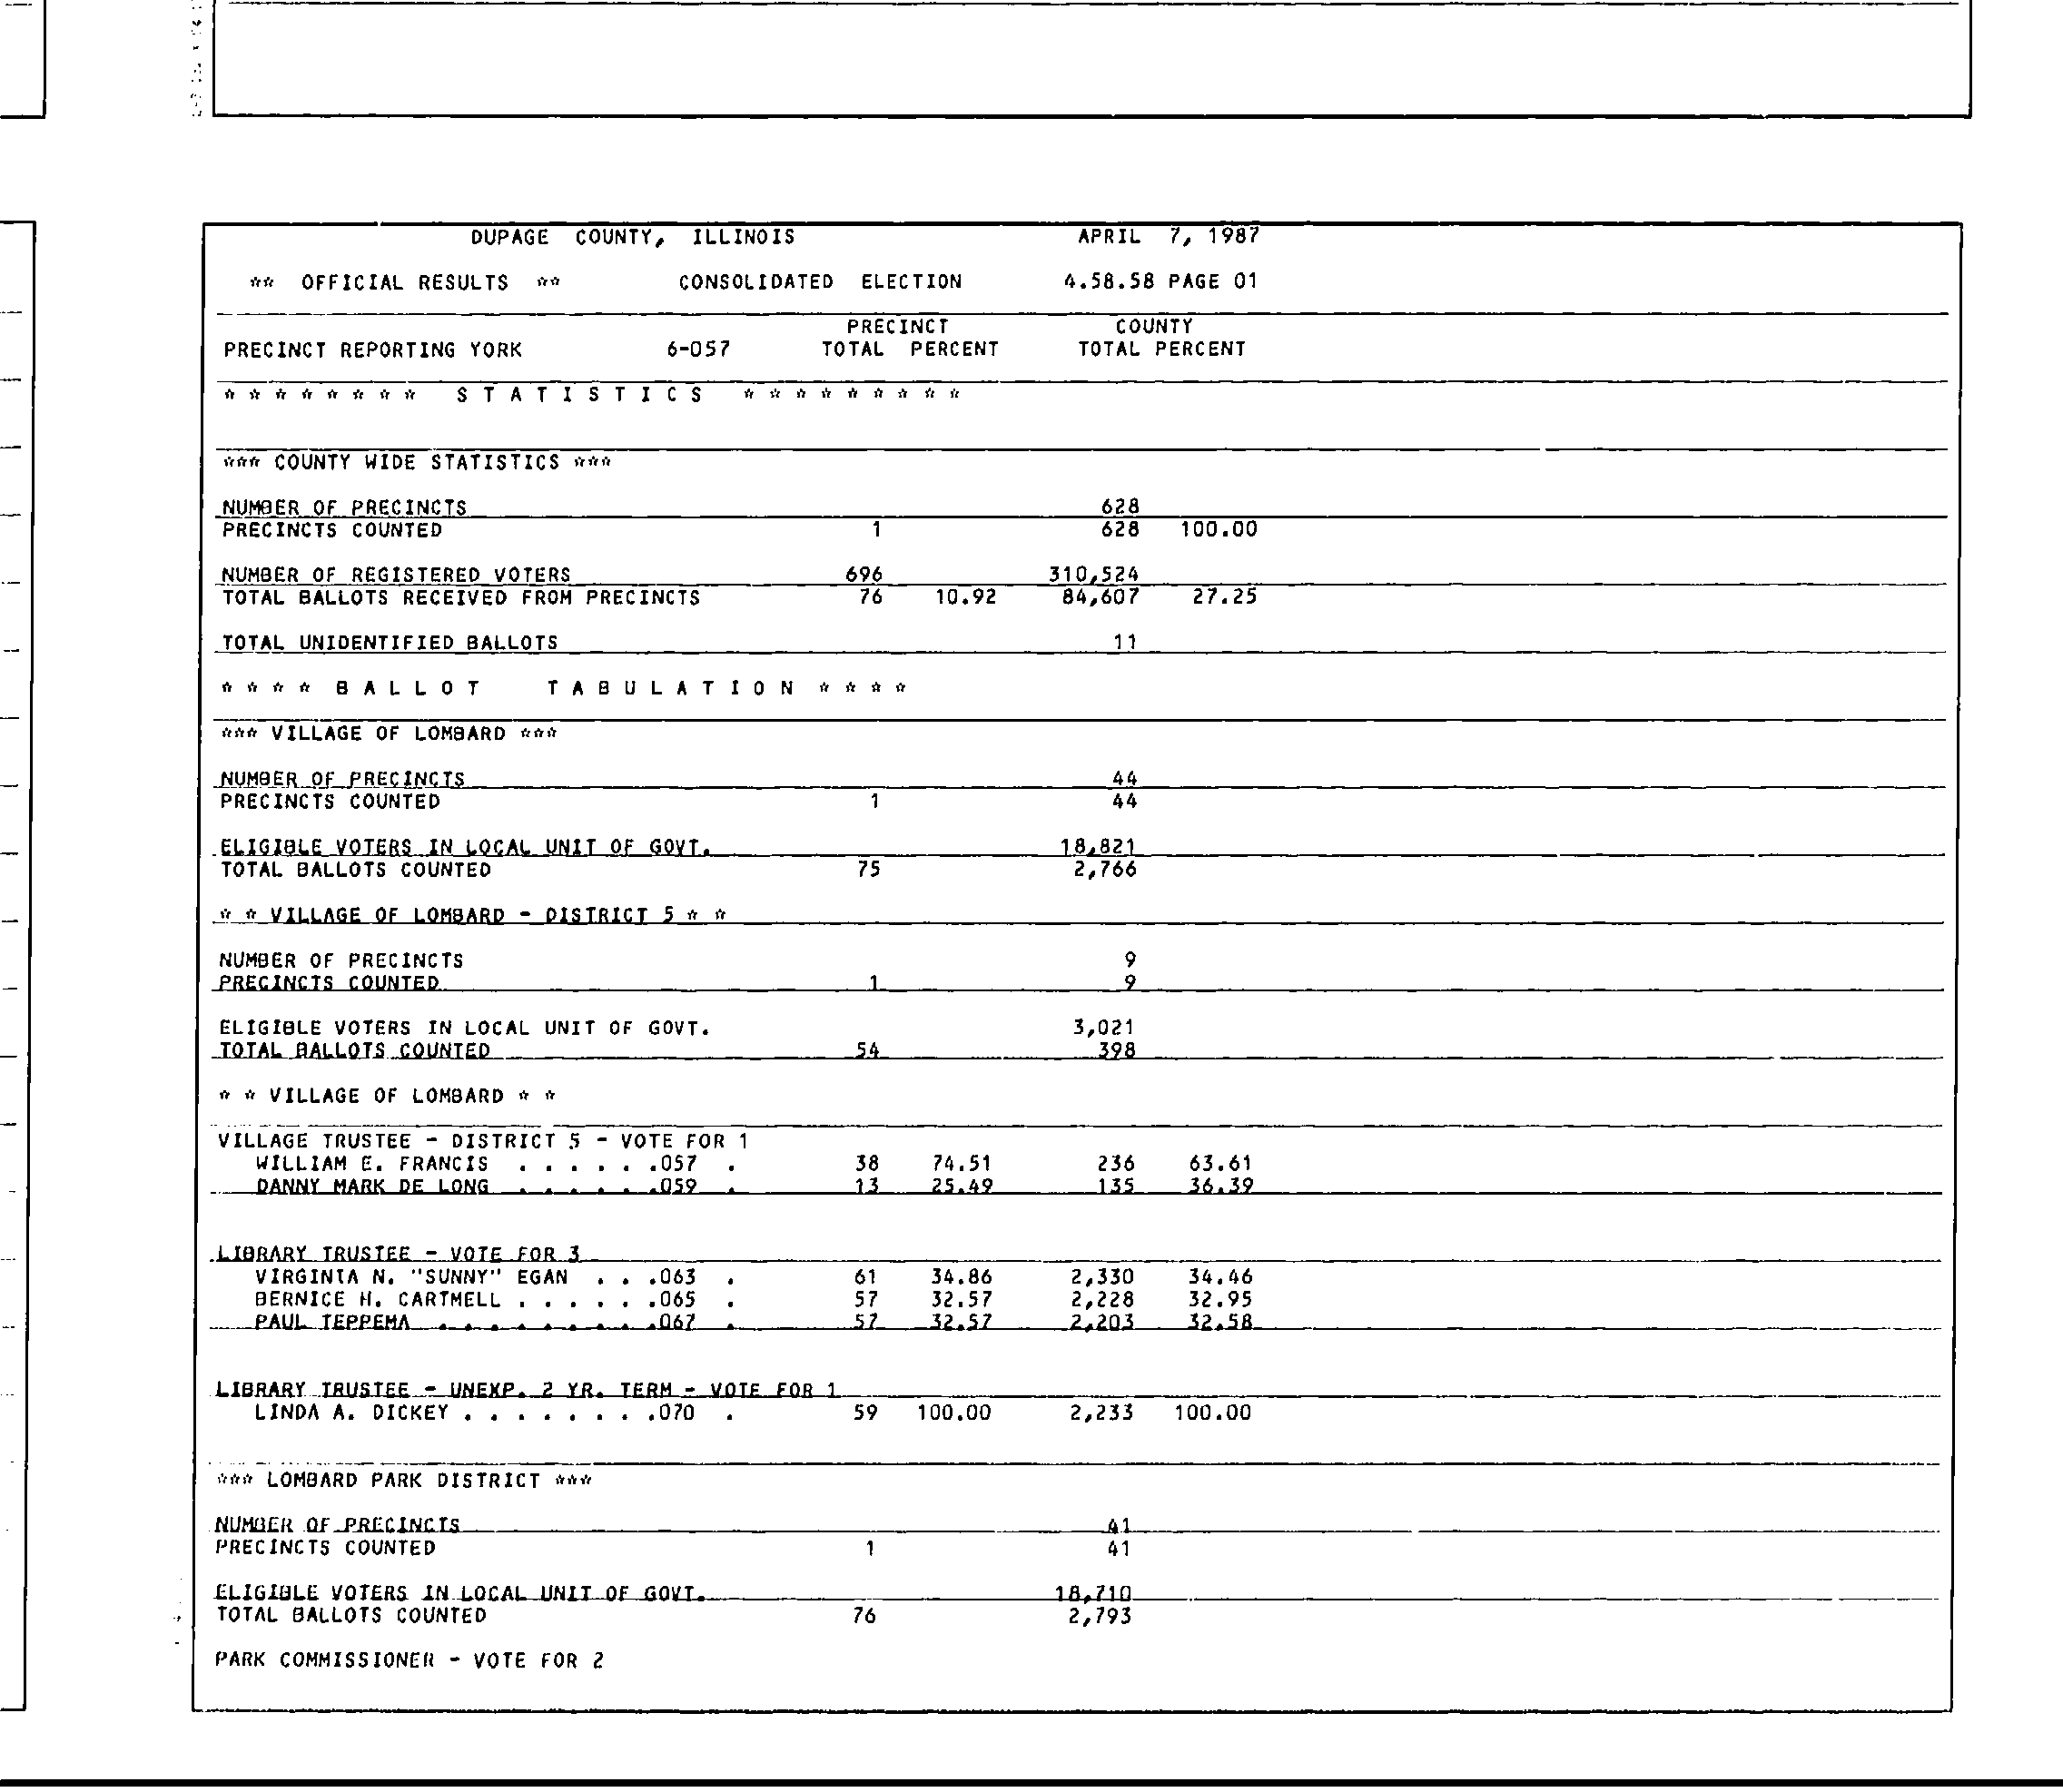 DUPAGE COUNTY, ILLINOIS APRIL 7, 1987
** OFFICIAL RESULTS ** CONSOLIDATED ELECTION 4.58.58 PAGE 01
PRECINCT COUNTY
PRECINCT REPORTING YORK 6-057 TOTAL PERCENT TOTAL PERCENT
* * * * * * * * S T A T I S T I C S * * * * * * * * *
*** COUNTY WIDE STATISTICS ***
NUMBER OF PRECINCTS 628
PRECINCTS COUNTED 1 628 100.00
NUMBER OF REGISTERED VOTERS 696 310,524
TOTAL BALLOTS RECEIVED FROM PRECINCTS 76 10.92 84,607 27.25
TOTAL UNIDENTIFIED BALLOTS 11
* * * * B A L L O T T A B U L A T I O N * * * *
*** VILLAGE OF LOMBARD ***
NUMBER OF PRECINCTS 44
PRECINCTS COUNTED 1 44
ELIGIBLE VOTERS IN LOCAL UNIT OF GOVT. 18,821
TOTAL BALLOTS COUNTED 75 2,766
* * VILLAGE OF LOMBARD - DISTRICT 5 * *
NUMBER OF PRECINCTS 9
PRECINCTS COUNTED 1 9
ELIGIBLE VOTERS IN LOCAL UNIT OF GOVT. 3,021
TOTAL BALLOTS COUNTED 54 398
* * VILLAGE OF LOMBARD * *
VILLAGE TRUSTEE - DISTRICT 5 - VOTE FOR 1
WILLIAM E. FRANCIS . . . . . .057 . 38 74.51 236 63.61
DANNY MARK DE LONG . . . . . .059 . 13 25.49 135 36.39
LIBRARY TRUSTEE - VOTE FOR 3
VIRGINIA N. "SUNNY" EGAN . . .063 . 61 34.86 2,330 34.46
BERNICE H. CARTMELL . . . . . .065 . 57 32.57 2,228 32.95
PAUL TEPPEMA . . . . . . . . .067 . 57 32.57 2,203 32.58
LIBRARY TRUSTEE - UNEXP. 2 YR. TERM - VOTE FOR 1
LINDA A. DICKEY . . . . . . . .070 . 59 100.00 2,233 100.00
*** LOMBARD PARK DISTRICT ***
NUMBER OF PRECINCTS 41
PRECINCTS COUNTED 1 41
ELIGIBLE VOTERS IN LOCAL UNIT OF GOVT. 18,710
TOTAL BALLOTS COUNTED 76 2,793
PARK COMMISSIONER - VOTE FOR 2